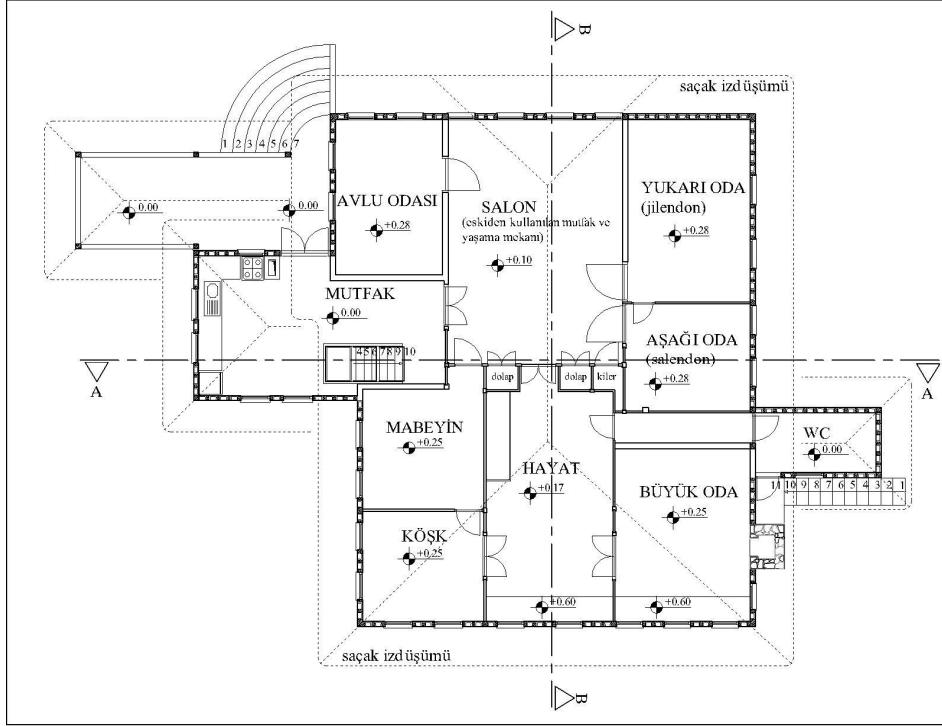 B
saçak izdüşümü
1 2 3 4 5 6 7
AVLU ODASI
+0.28
SALON
(eskiden kullanılan mutfak ve
yaşama mekanı)
+0.10
YUKARI ODA
(jilendon)
+0.28
0.00
0.00
MUTFAK
0.00
4 5 6 7 8 9 10
AŞAĞI ODA
(salendon)
+0.28
A
A
dolap
dolap
kiler
MABEYİN
+0.25
HAYAT
+0.17
WC
0.00
11 10 9 8 7 6 5 4 3 2 1
BÜYÜK ODA
+0.25
KÖŞK
+0.25
+0.60
+0.60
saçak izdüşümü
B